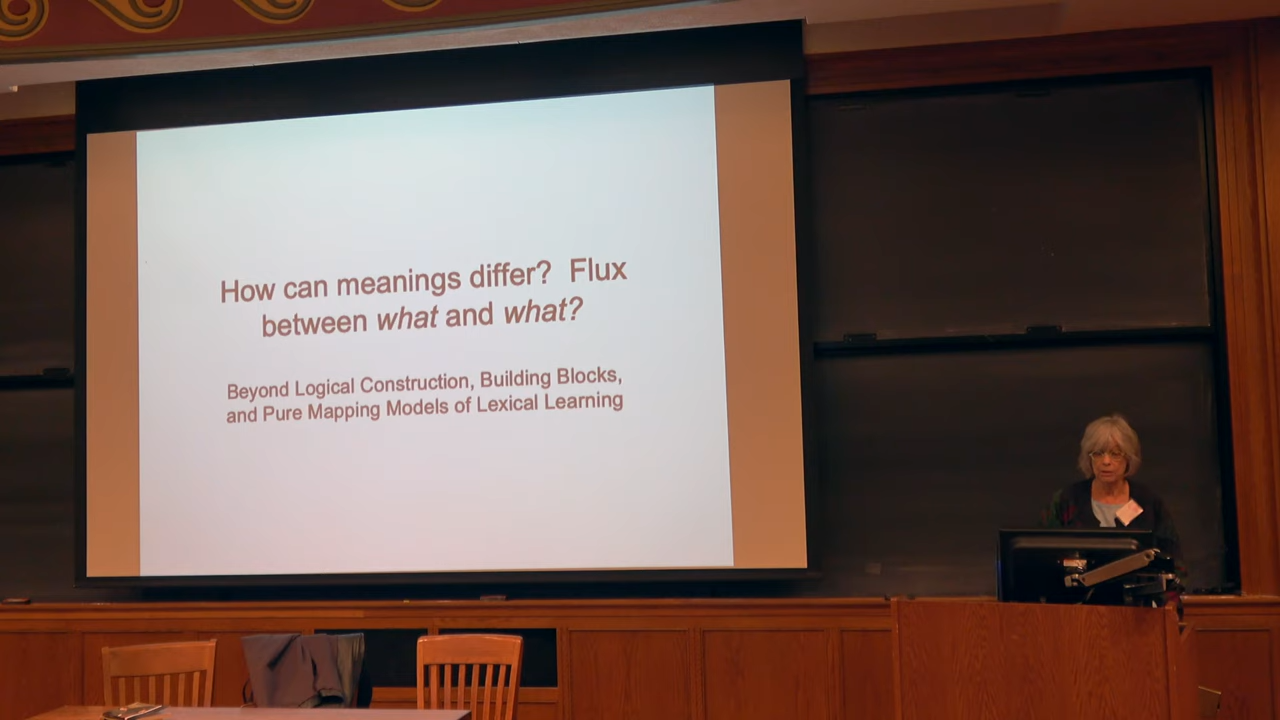 How can meanings differ? Flux
between what and what?
Beyond Logical Construction, Building Blocks,
and Pure Mapping Models of Lexical Learning